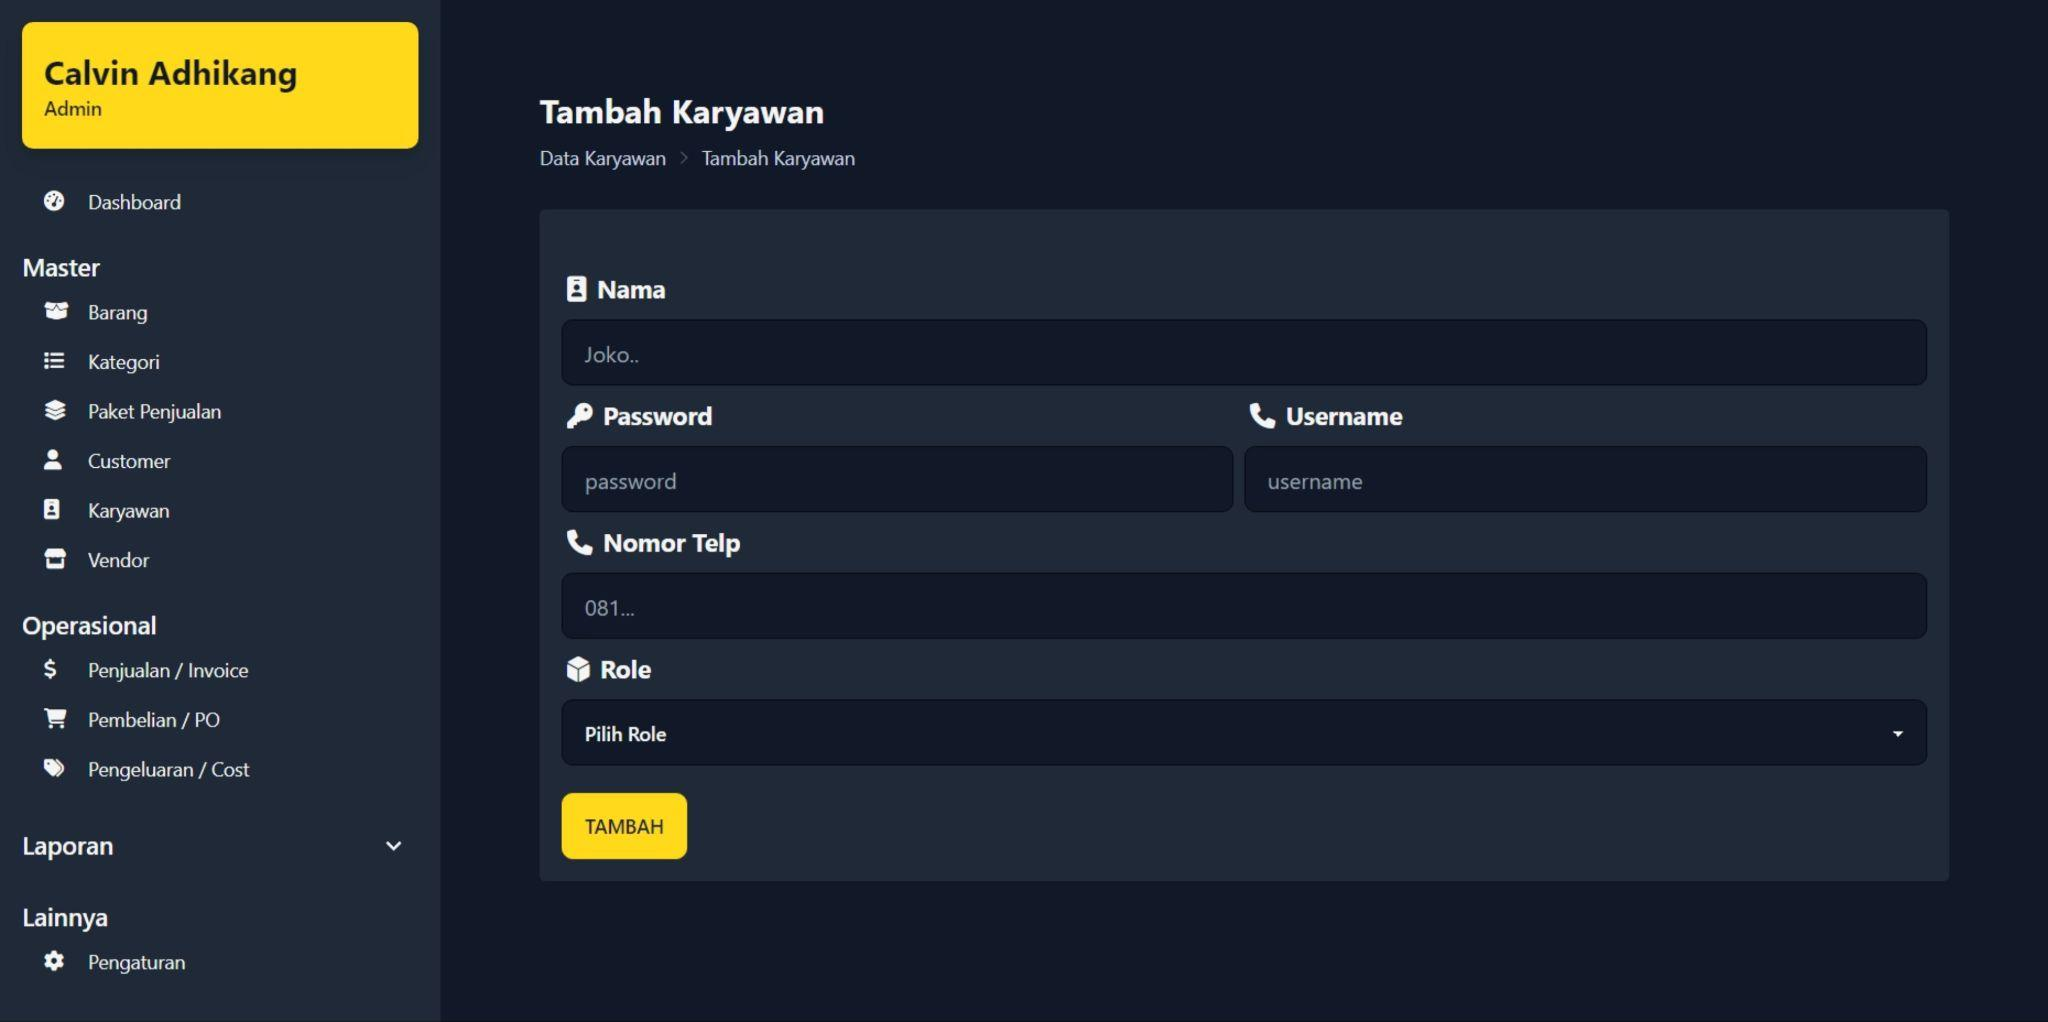 Calvin Adhikang
Admin
Dashboard
Master
Barang
Kategori
Paket Penjualan
Customer
Karyawan
Vendor
Operasional
Penjualan / Invoice
Pembelian / PO
Pengeluaran / Cost
Laporan
Lainnya
Pengaturan
Tambah Karyawan
Data Karyawan > Tambah Karyawan
Nama
Joko..
Password Username
password username
Nomor Telp
081...
Role
Pilih Role
TAMBAH